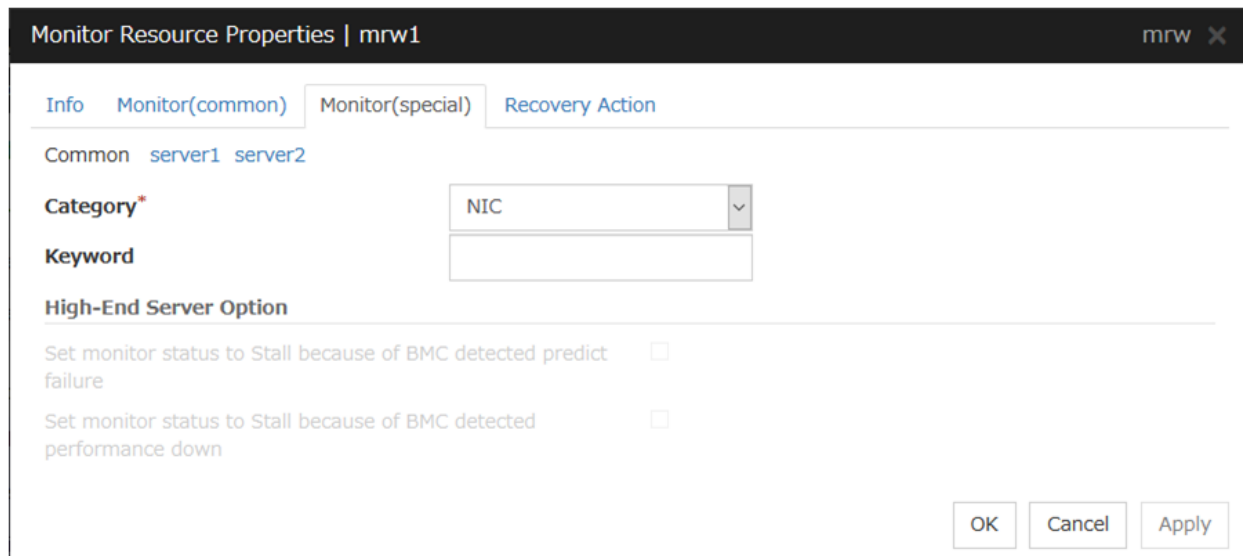 Monitor Resource Properties | mrw1 mrw
Info Monitor(common) Monitor(special) Recovery Action
Common server1 server2
Category* NIC
Keyword
High-End Server Option
Set monitor status to Stall because of BMC detected predict
failure
Set monitor status to Stall because of BMC detected
performance down
OK Cancel Apply